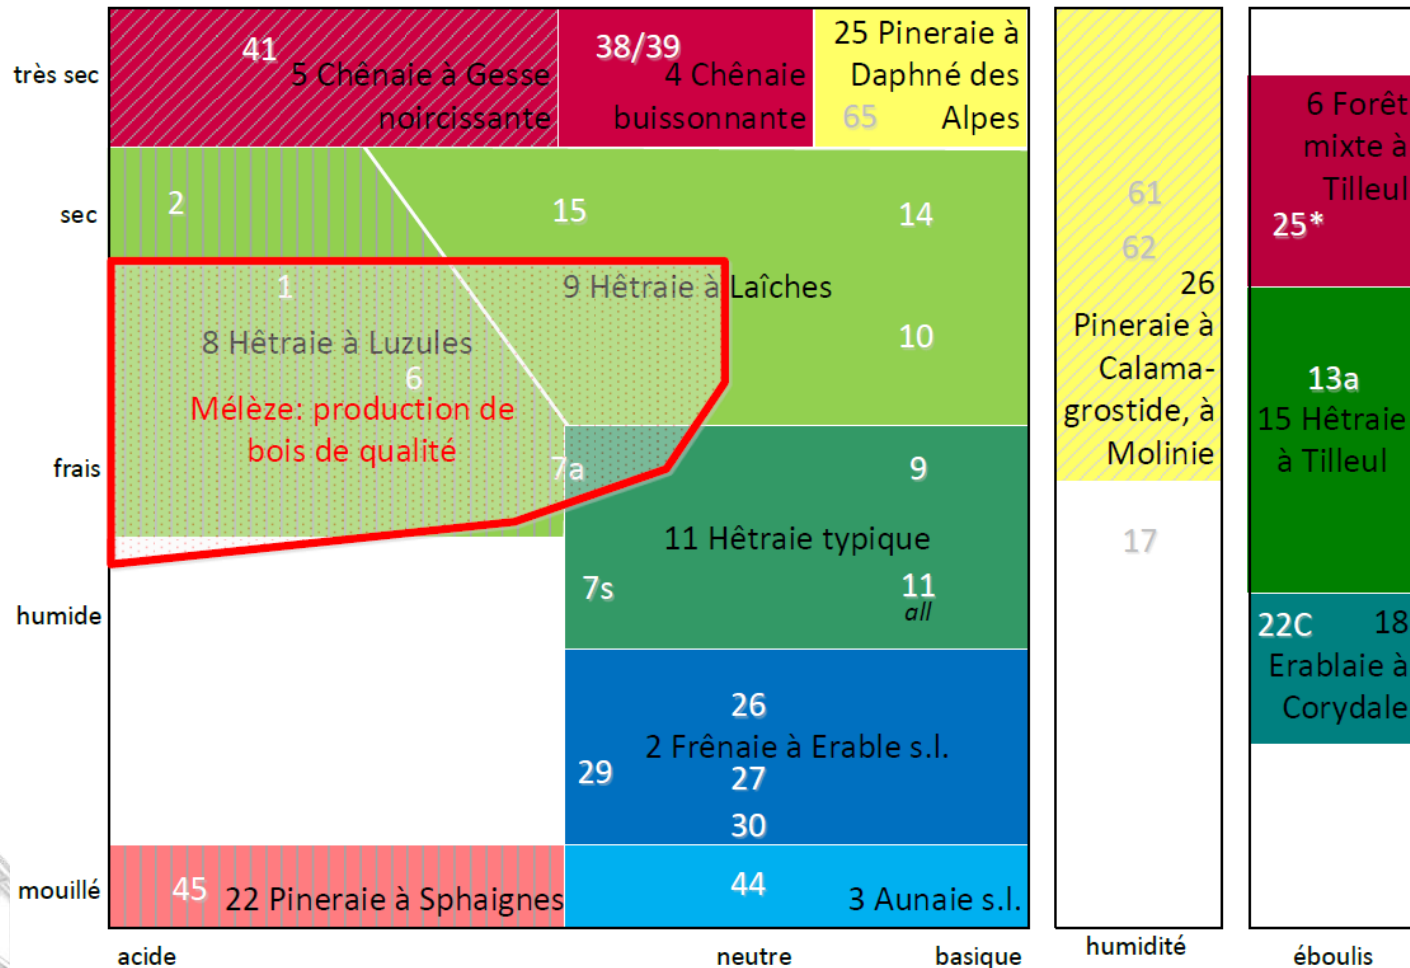 très sec
41
5 Chênaie à Gesse
noircissante
38/39
4 Chênaie
buissonnante
25 Pineraie à
Daphné des
65 Alpes
sec
2
15
14
1
9 Hêtraie à Laîches
8 Hêtraie à Luzules
10
6
Mélèze: production de
bois de qualité
frais
7a
9
11 Hêtraie typique
humide
7s
11
all
26
2 Frênaie à Erable s.l.
29
27
30
mouillé
45
22 Pineraie à Sphaignes
44
3 Aunaie s.l.
acide
neutre
basique
61
62
26
Pineraie à
Calama-
grostide, à
Molinie
17
humidité
6 Forêt
mixte à
Tilleul
25*
13a
15 Hêtraie
à Tilleul
22C 18
Erablaie à
Corydale
éboulis